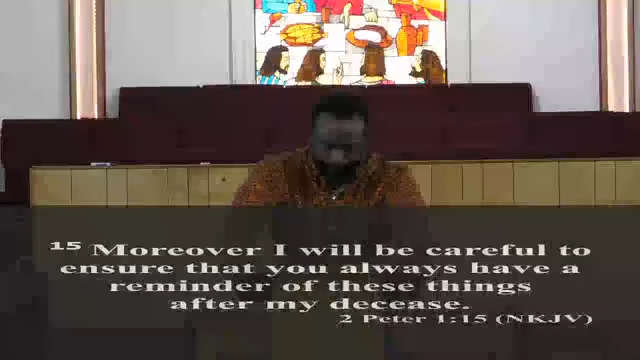 15 Moreover I will be careful to
ensure that you always have a
reminder of these things
after my decease.
2 Peter 1:15 (NKJV)